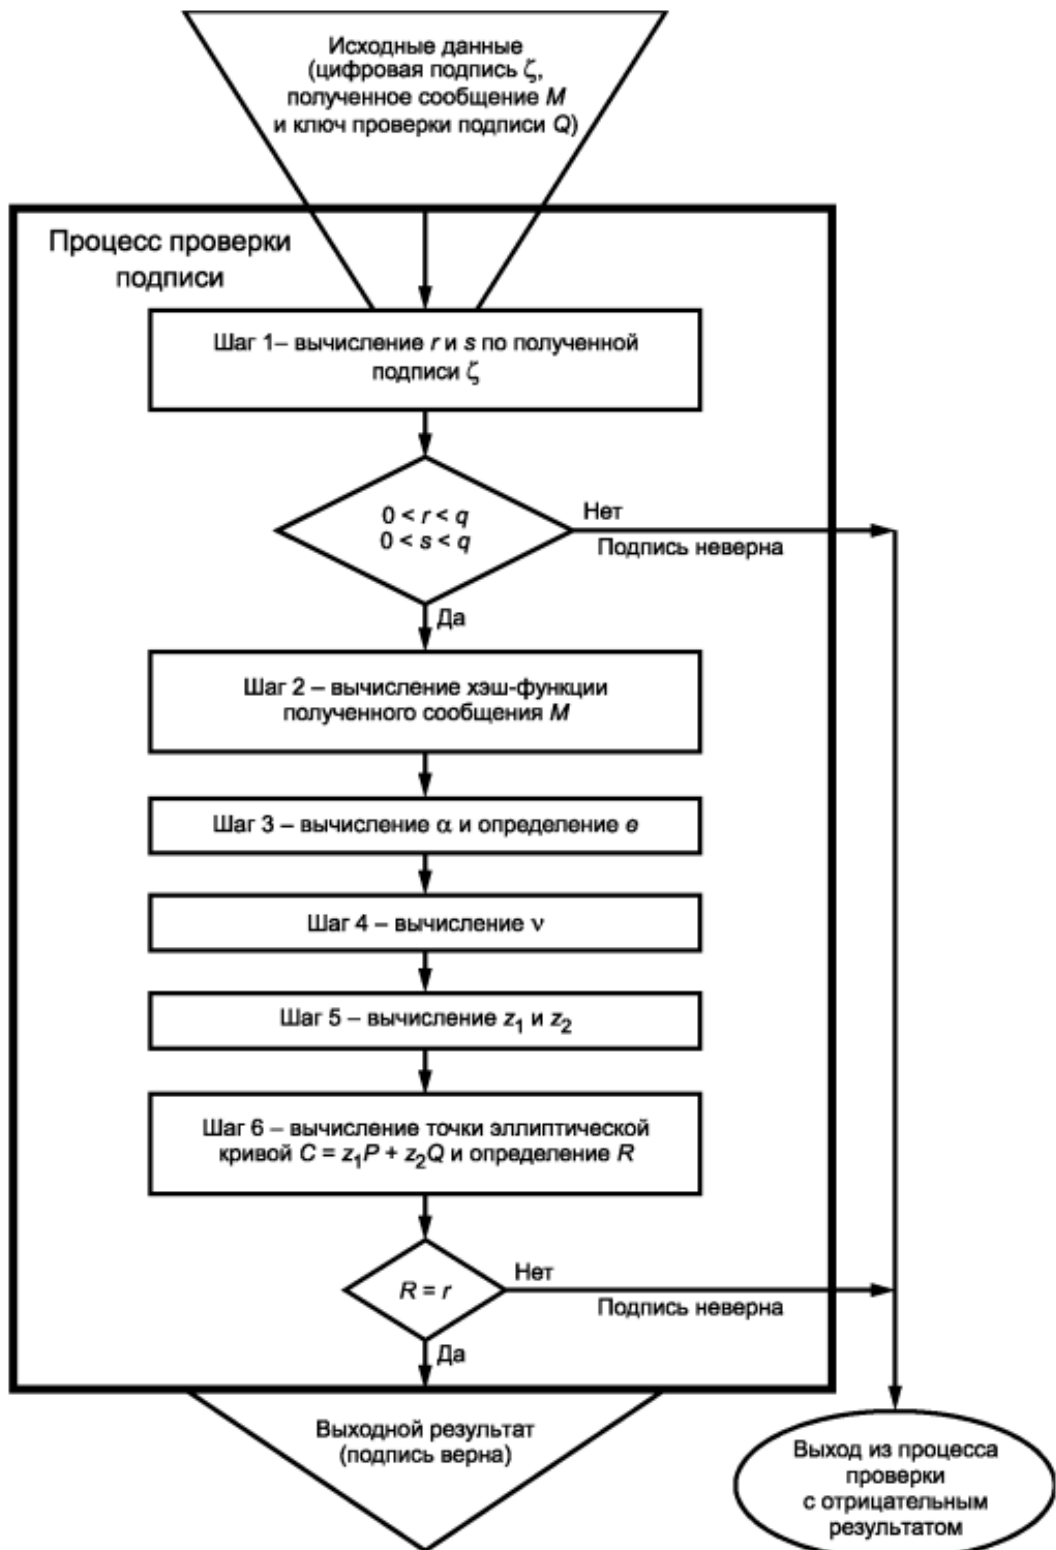 Исходные данные
(цифровая подпись ζ,
полученное сообщение M
и ключ проверки подписи Q)
Процесс проверки
подписи
Шаг 1– вычисление r и s по полученной
подписи ζ
0 < r < q
0 < s < q
Нет
Подпись неверна
Да
Шаг 2 – вычисление хэш-функции
полученного сообщения M
Шаг 3 – вычисление α и определение e
Шаг 4 – вычисление ν
Шаг 5 – вычисление z₁ и z₂
Шаг 6 – вычисление точки эллиптической
кривой C = z₁P + z₂Q и определение R
R = r
Нет
Подпись неверна
Да
Выходной результат
(подпись верна)
Выход из процесса
проверки
с отрицательным
результатом